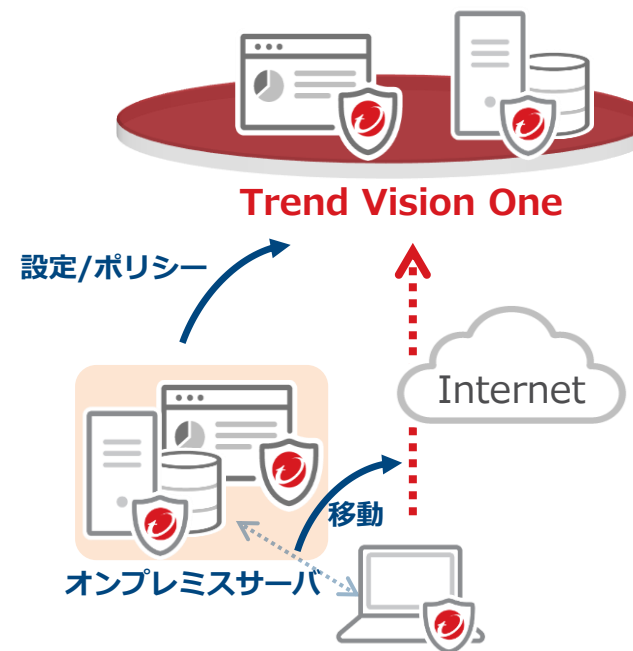 Trend Vision One
設定/ポリシー
Internet
移動
オンプレミスサーバ